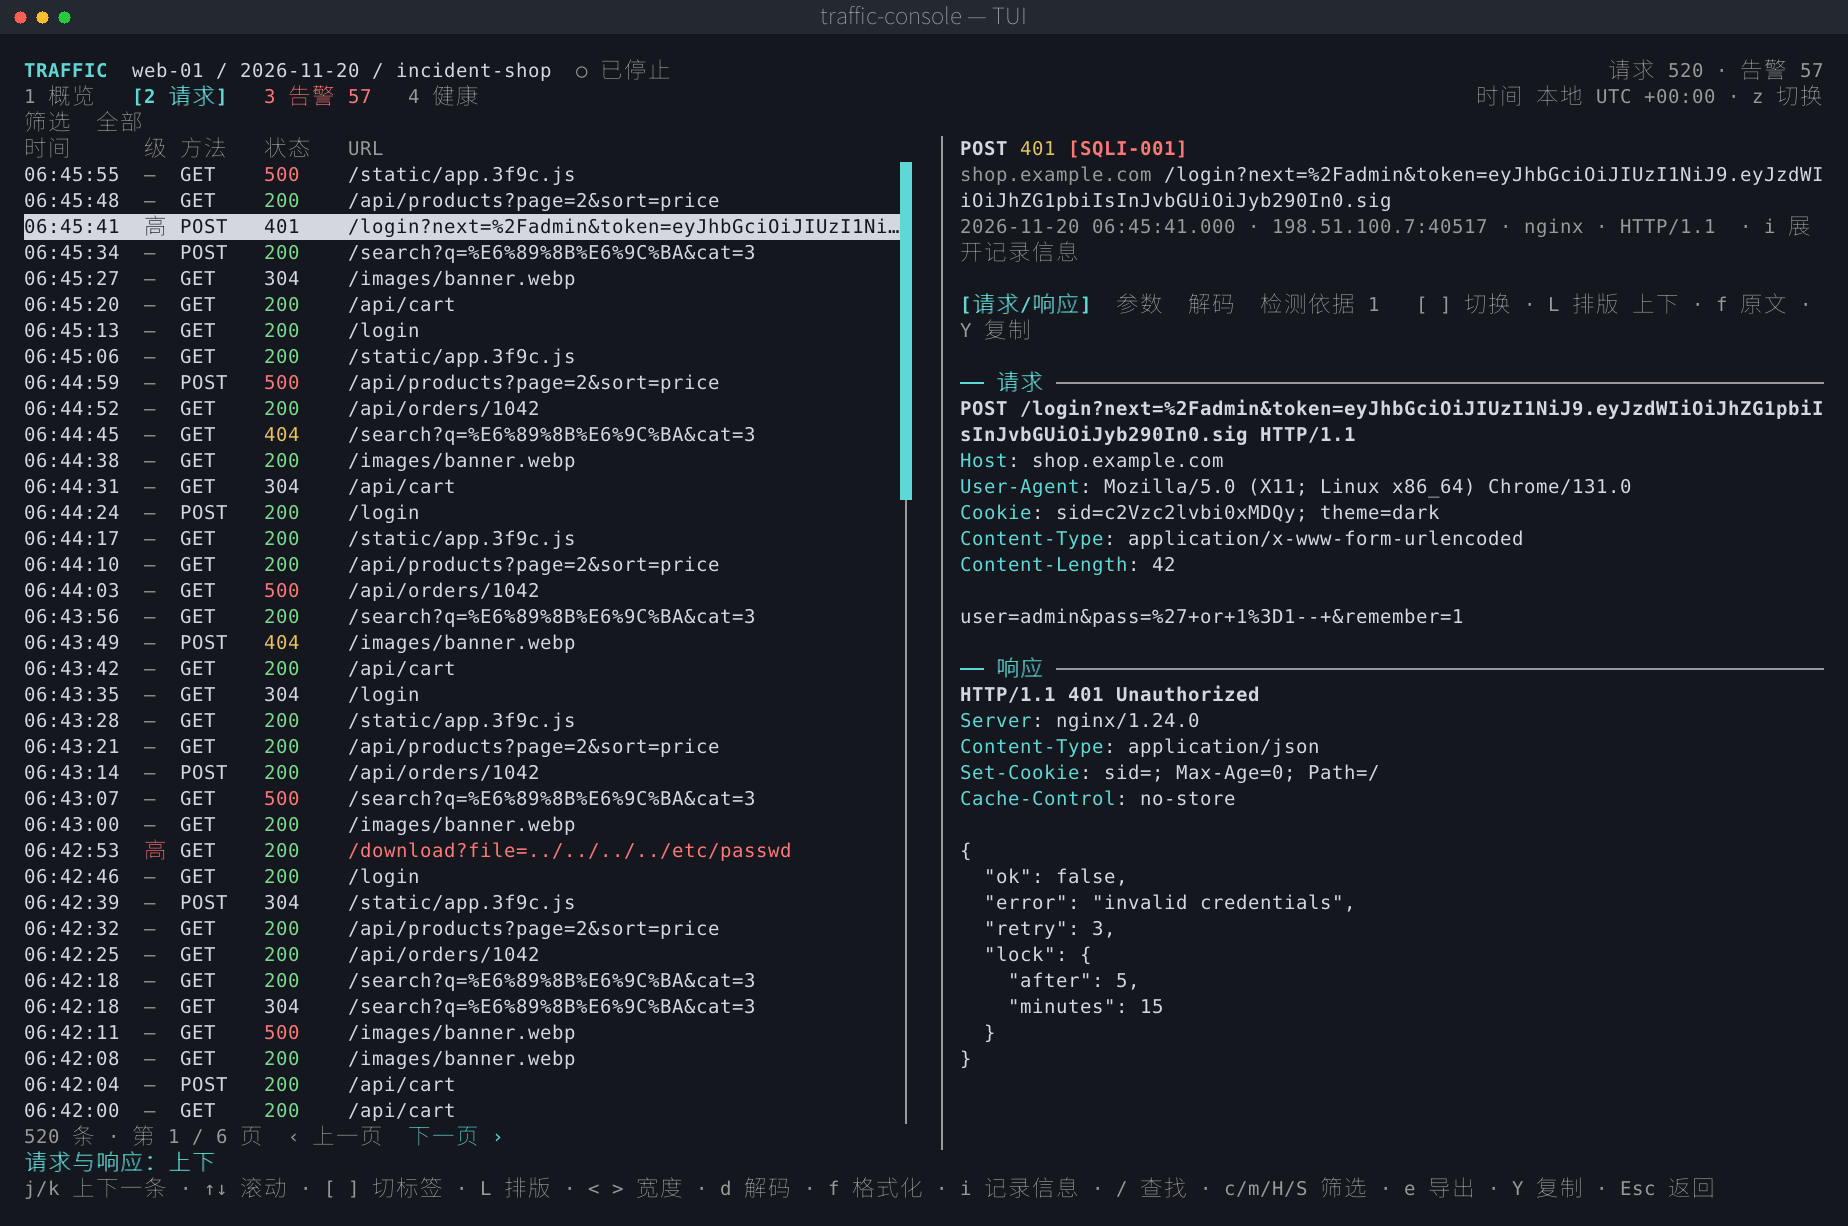 traffic-console — TUI
TRAFFIC web-01 / 2026-11-20 / incident-shop ○ 已停止 请求 520 · 告警 57
1 概览 [2 请求] 3 告警 57 4 健康 时间 本地 UTC +00:00 · z 切换
筛选 全部
时间 级 方法 状态 URL
06:45:55 — GET 500 /static/app.3f9c.js
06:45:48 — GET 200 /api/products?page=2&sort=price
06:45:41 高 POST 401 /login?next=%2Fadmin&token=eyJhbGciOiJIUzI1Ni…
06:45:34 — POST 200 /search?q=%E6%89%8B%E6%9C%BA&cat=3
06:45:27 — GET 304 /images/banner.webp
06:45:20 — GET 200 /api/cart
06:45:13 — GET 200 /login
06:45:06 — GET 200 /static/app.3f9c.js
06:44:59 — POST 500 /api/products?page=2&sort=price
06:44:52 — GET 200 /api/orders/1042
06:44:45 — GET 404 /search?q=%E6%89%8B%E6%9C%BA&cat=3
06:44:38 — GET 200 /images/banner.webp
06:44:31 — GET 304 /api/cart
06:44:24 — POST 200 /login
06:44:17 — GET 200 /static/app.3f9c.js
06:44:10 — GET 200 /api/products?page=2&sort=price
06:44:03 — GET 500 /api/orders/1042
06:43:56 — GET 200 /search?q=%E6%89%8B%E6%9C%BA&cat=3
06:43:49 — POST 404 /images/banner.webp
06:43:42 — GET 200 /api/cart
06:43:35 — GET 304 /login
06:43:28 — GET 200 /static/app.3f9c.js
06:43:21 — GET 200 /api/products?page=2&sort=price
06:43:14 — POST 200 /api/orders/1042
06:43:07 — GET 500 /search?q=%E6%89%8B%E6%9C%BA&cat=3
06:43:00 — GET 200 /images/banner.webp
06:42:53 高 GET 200 /download?file=../../../../etc/passwd
06:42:46 — GET 200 /login
06:42:39 — POST 304 /static/app.3f9c.js
06:42:32 — GET 200 /api/products?page=2&sort=price
06:42:25 — GET 200 /api/orders/1042
06:42:18 — GET 200 /search?q=%E6%89%8B%E6%9C%BA&cat=3
06:42:18 — GET 304 /search?q=%E6%89%8B%E6%9C%BA&cat=3
06:42:11 — GET 500 /images/banner.webp
06:42:08 — GET 200 /images/banner.webp
06:42:04 — POST 200 /api/cart
06:42:00 — GET 200 /api/cart
520 条 · 第 1 / 6 页 ‹ 上一页 下一页 ›
POST 401 [SQLI-001]
shop.example.com /login?next=%2Fadmin&token=eyJhbGciOiJIUzI1NiJ9.eyJzdWI
iOiJhZG1pbiIsInJvbGUiOiJyb290In0.sig
2026-11-20 06:45:41.000 · 198.51.100.7:40517 · nginx · HTTP/1.1 · i 展
开记录信息
[请求/响应] 参数 解码 检测依据 1 [ ] 切换 · L 排版 上下 · f 原文 ·
Y 复制
请求
POST /login?next=%2Fadmin&token=eyJhbGciOiJIUzI1NiJ9.eyJzdWIiOiJhZG1pbiI
sInJvbGUiOiJyb290In0.sig HTTP/1.1
Host: shop.example.com
User-Agent: Mozilla/5.0 (X11; Linux x86_64) Chrome/131.0
Cookie: sid=c2Vzc2lvbi0xMDQy; theme=dark
Content-Type: application/x-www-form-urlencoded
Content-Length: 42
user=admin&pass=%27+or+1%3D1--+&remember=1
响应
HTTP/1.1 401 Unauthorized
Server: nginx/1.24.0
Content-Type: application/json
Set-Cookie: sid=; Max-Age=0; Path=/
Cache-Control: no-store
{
"ok": false,
"error": "invalid credentials",
"retry": 3,
"lock": {
"after": 5,
"minutes": 15
}
}
请求与响应: 上下
j/k 上下一条 · ↑↓ 滚动 · [ ] 切标签 · L 排版 · < > 宽度 · d 解码 · f 格式化 · i 记录信息 · / 查找 · c/m/H/S 筛选 · e 导出 · Y 复制 · Esc 返回